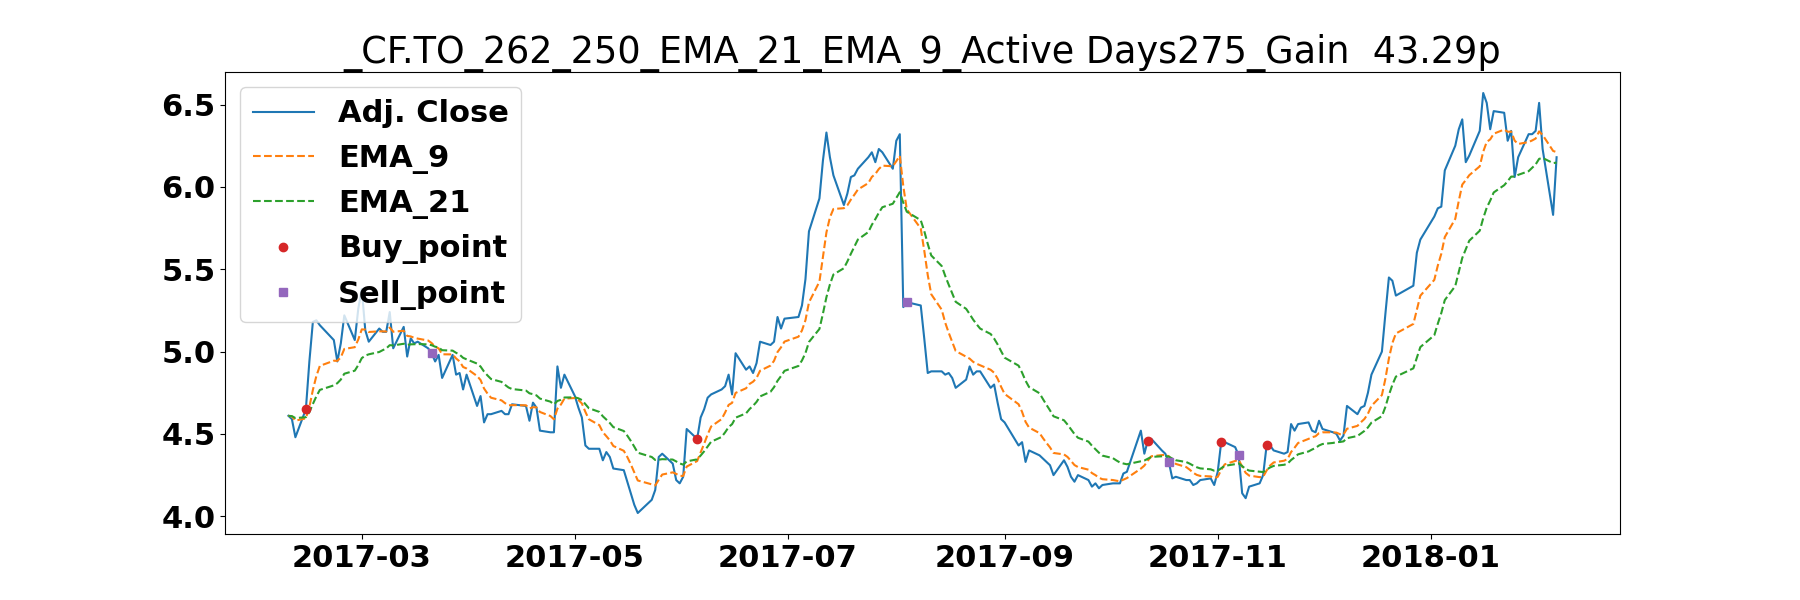 _CF.TO_262_250_EMA_21_EMA_9_Active Days275_Gain  43.29p
6.5
6.0
5.5
5.0
4.5
4.0
Adj. Close
EMA_9
EMA_21
Buy_point
Sell_point
2017-03 2017-05 2017-07 2017-09 2017-11 2018-01